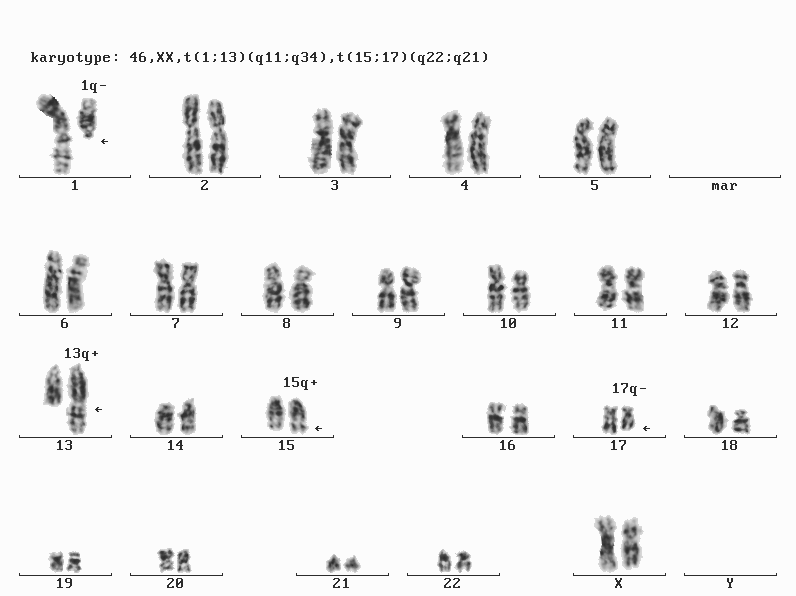 karyotype: 46,XX,t(1;13)(q11;q34),t(15;17)(q22;q21)
1q-
←
1 2 3 4 5 mar
6 7 8 9 10 11 12
13q+
15q+
17q-
← ← ←
13 14 15 16 17 18
19 20 21 22 X Y